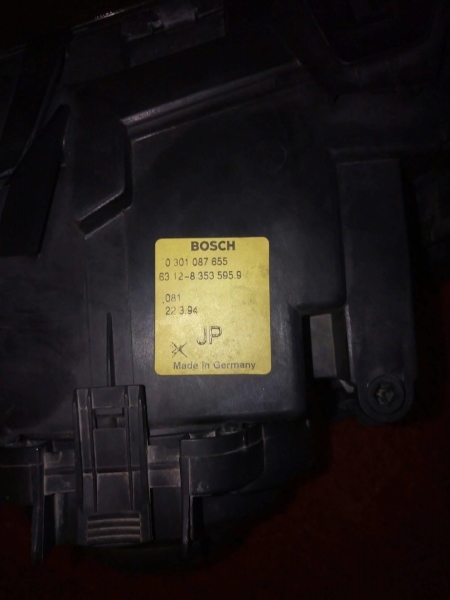 BOSCH
0 301 087 655
63 12-8 353 595.9
081
22.3.94
JP
Made in Germany